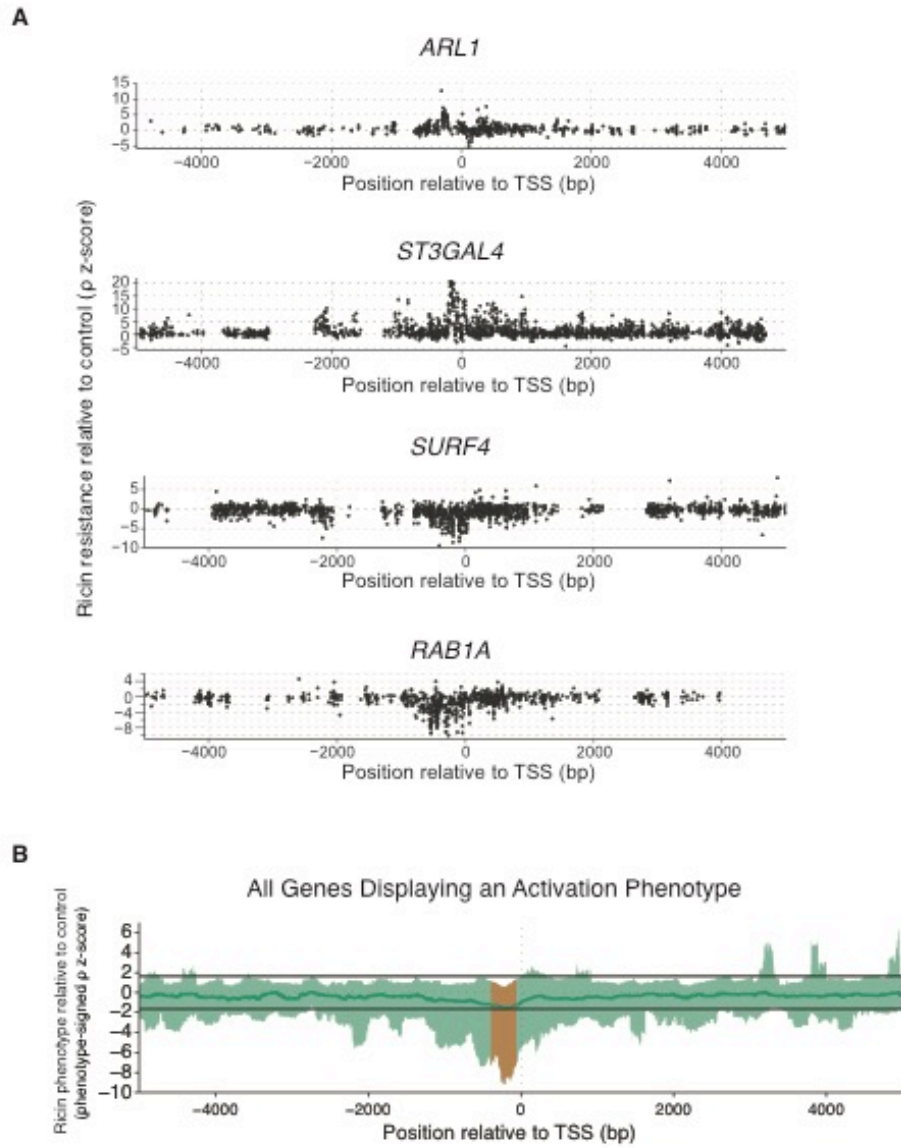 A
ARL1
15
10
5
0
−5
−4000 −2000 0 2000 4000
Position relative to TSS (bp)
Ricin resistance relative to control (ρ z-score)
ST3GAL4
20
15
10
5
0
−5
−4000 −2000 0 2000 4000
Position relative to TSS (bp)
SURF4
5
0
−5
−10
−4000 −2000 0 2000 4000
Position relative to TSS (bp)
RAB1A
4
0
−4
−8
−4000 −2000 0 2000 4000
Position relative to TSS (bp)
B
All Genes Displaying an Activation Phenotype
Ricin phenotype relative to control
(phenotype-signed ρ z-score)
6
4
2
0
−2
−4
−6
−8
−10
−4000 −2000 0 2000 4000
Position relative to TSS (bp)